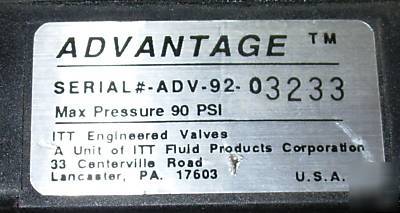 ADVANTAGE ™
SERIAL#-ADV-92-03233
Max Pressure 90 PSI
ITT Engineered Valves
A Unit of ITT Fluid Products Corporation
33 Centerville Road
Lancaster, PA. 17603 U.S.A.